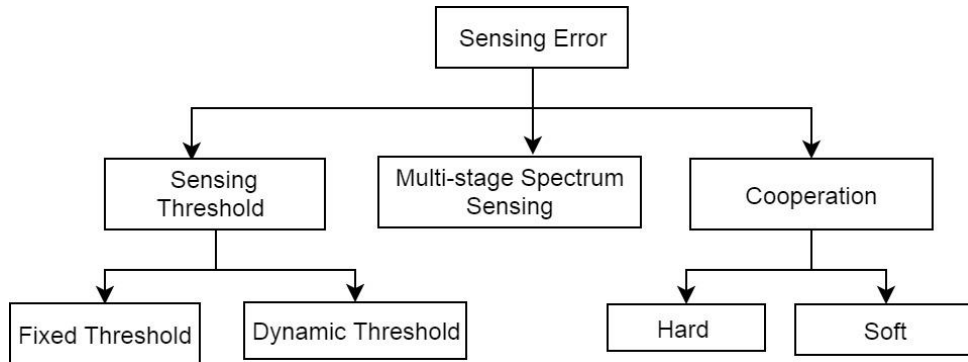 Sensing Error
Sensing
Threshold
Multi-stage Spectrum
Sensing
Cooperation
Fixed Threshold
Dynamic Threshold
Hard
Soft